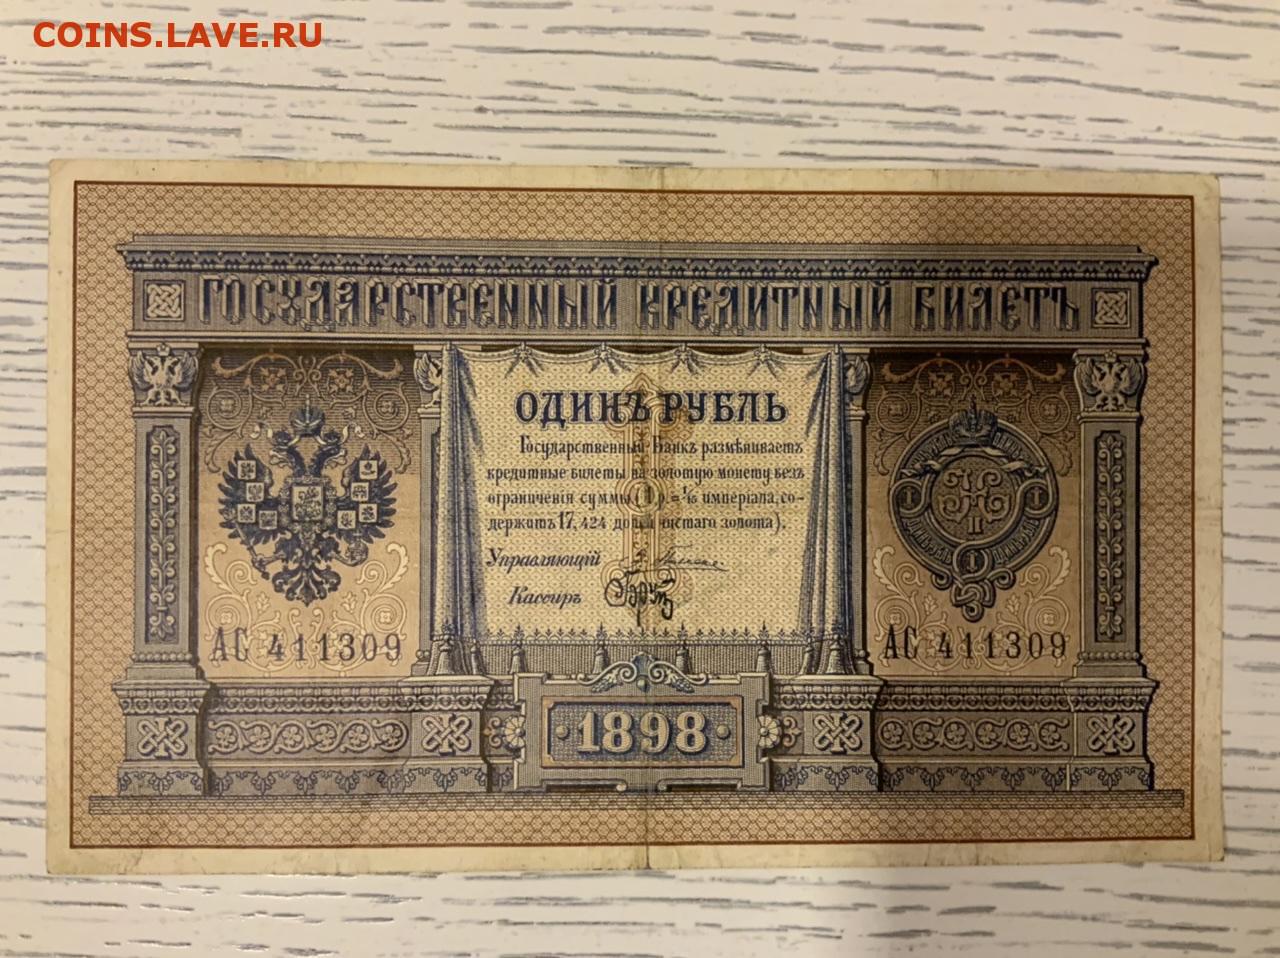 COINS.LAVE.RU
ГОСУДАРСТВЕННЫЙ КРЕДИТНЫЙ БИЛЕТЪ
ОДИНЪ РУБЛЬ
Государственный Банкъ размѣниваетъ
кредитные билеты на золотую монету безъ
ограниченія суммы (1 р.= 1/15 имперіала, со-
держитъ 17,424 долей чистаго золота).
Управляющій
Кассиръ
АС 411309
АС 411309
1898